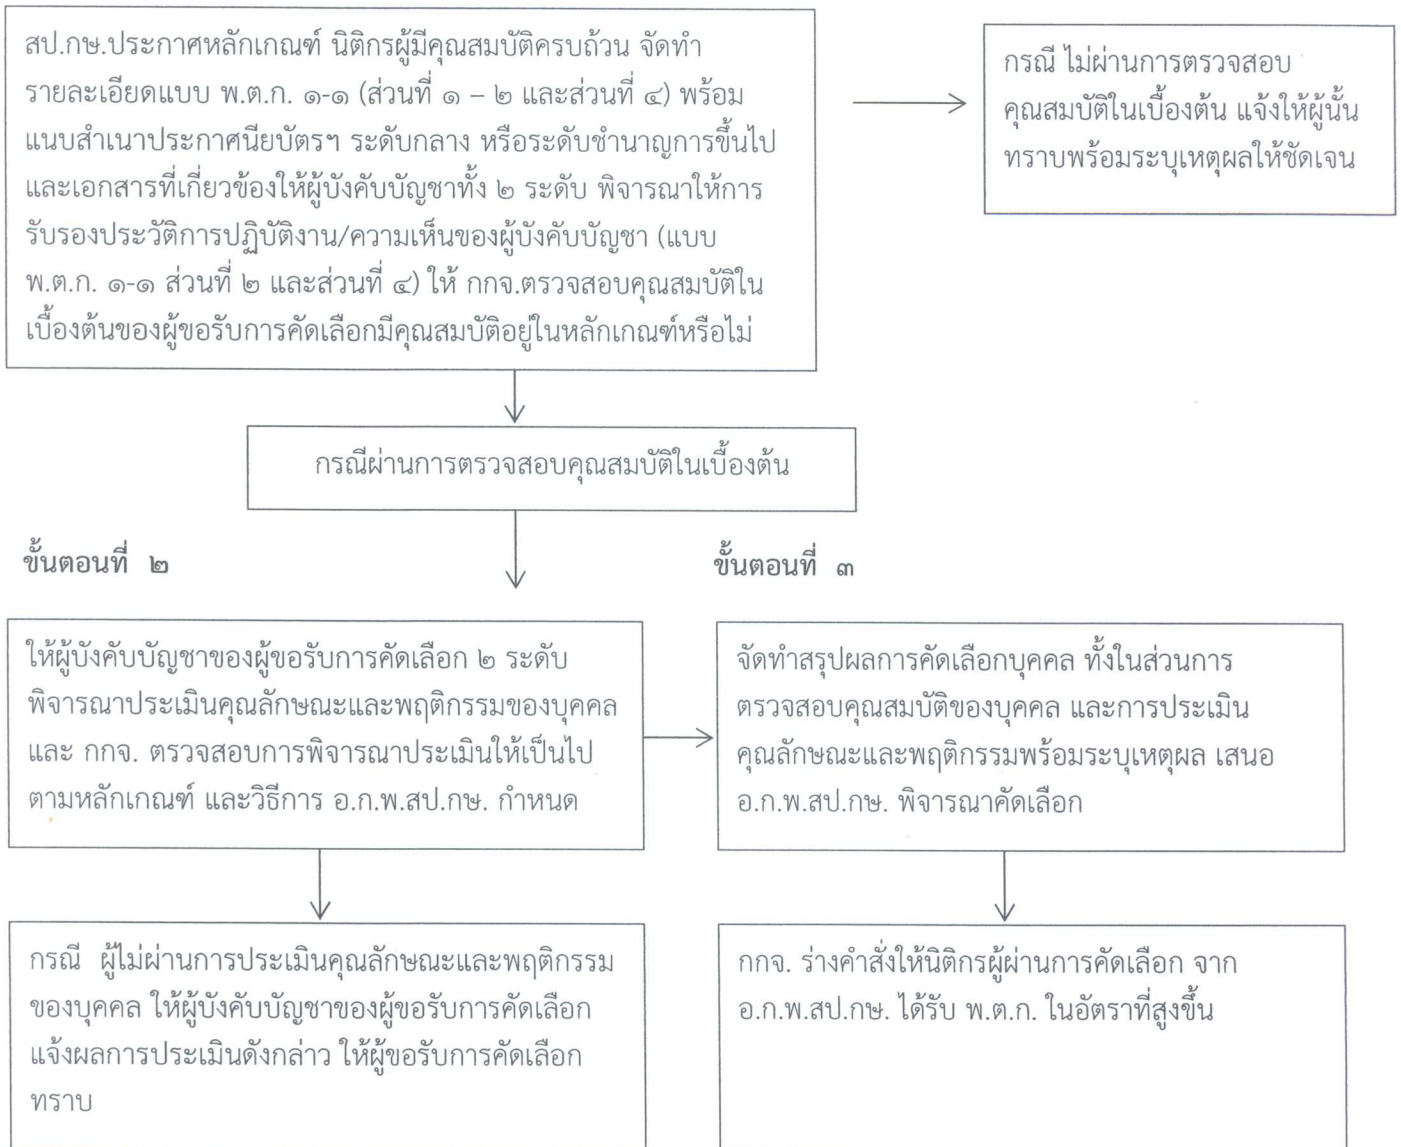 สป.กษ.ประกาศหลักเกณฑ์ นิติกรผู้มีคุณสมบัติครบถ้วน จัดทำ
รายละเอียดแบบ พ.ต.ก. ๑-๑ (ส่วนที่ ๑ – ๒ และส่วนที่ ๔) พร้อม
แนบสำเนาประกาศนียบัตรฯ ระดับกลาง หรือระดับชำนาญการขึ้นไป
และเอกสารที่เกี่ยวข้องให้ผู้บังคับบัญชาทั้ง ๒ ระดับ พิจารณาให้การ
รับรองประวัติการปฏิบัติงาน/ความเห็นของผู้บังคับบัญชา (แบบ
พ.ต.ก. ๑-๑ ส่วนที่ ๒ และส่วนที่ ๔) ให้ กกจ.ตรวจสอบคุณสมบัติใน
เบื้องต้นของผู้ขอรับการคัดเลือกมีคุณสมบัติอยู่ในหลักเกณฑ์หรือไม่
กรณี ไม่ผ่านการตรวจสอบ
คุณสมบัติในเบื้องต้น แจ้งให้ผู้นั้น
ทราบพร้อมระบุเหตุผลให้ชัดเจน
กรณีผ่านการตรวจสอบคุณสมบัติในเบื้องต้น
ขั้นตอนที่ ๒
ให้ผู้บังคับบัญชาของผู้ขอรับการคัดเลือก ๒ ระดับ
พิจารณาประเมินคุณลักษณะและพฤติกรรมของบุคคล
และ กกจ. ตรวจสอบการพิจารณาประเมินให้เป็นไป
ตามหลักเกณฑ์ และวิธีการ อ.ก.พ.สป.กษ. กำหนด
ขั้นตอนที่ ๓
จัดทำสรุปผลการคัดเลือกบุคคล ทั้งในส่วนการ
ตรวจสอบคุณสมบัติของบุคคล และการประเมิน
คุณลักษณะและพฤติกรรมพร้อมระบุเหตุผล เสนอ
อ.ก.พ.สป.กษ. พิจารณาคัดเลือก
กรณี ผู้ไม่ผ่านการประเมินคุณลักษณะและพฤติกรรม
ของบุคคล ให้ผู้บังคับบัญชาของผู้ขอรับการคัดเลือก
แจ้งผลการประเมินดังกล่าว ให้ผู้ขอรับการคัดเลือก
ทราบ
กกจ. ร่างคำสั่งให้นิติกรผู้ผ่านการคัดเลือก จาก
อ.ก.พ.สป.กษ. ได้รับ พ.ต.ก. ในอัตราที่สูงขึ้น